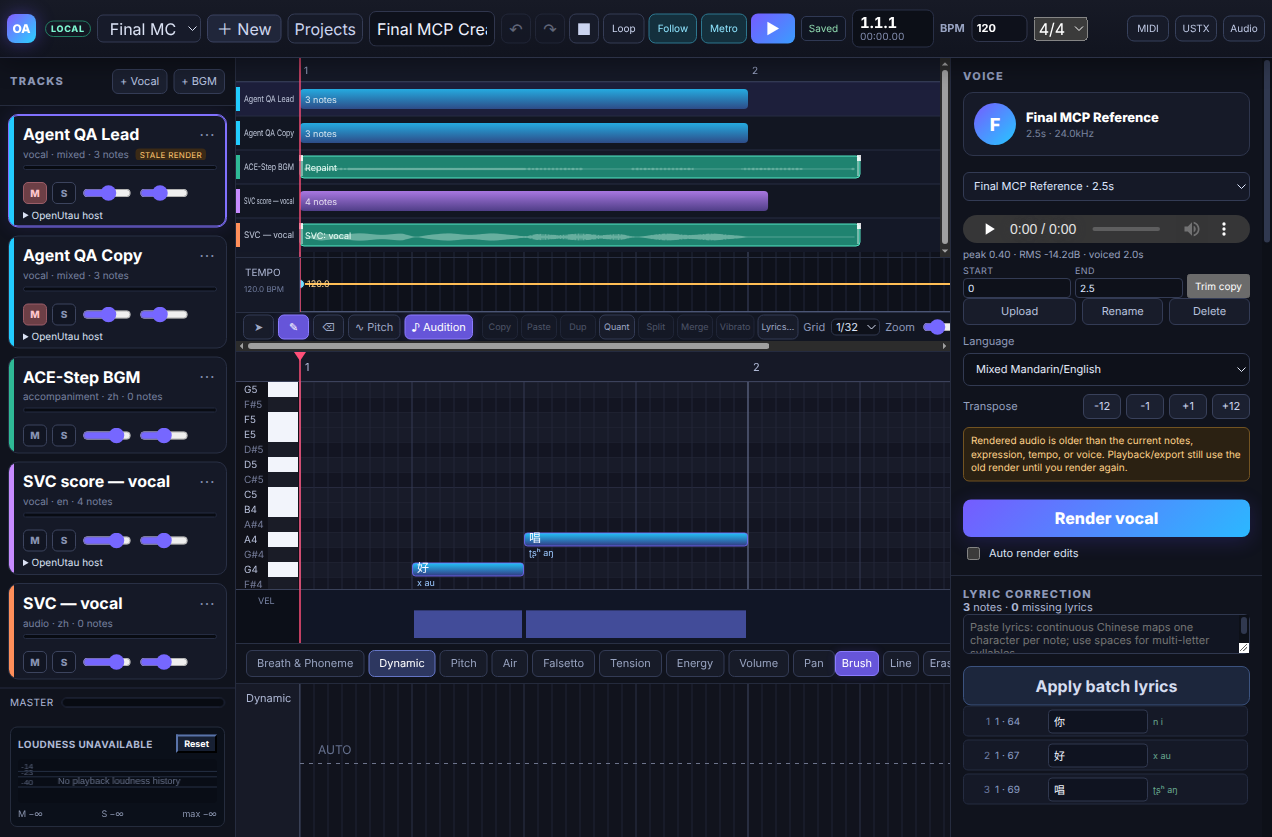 OA LOCAL Final MC + New Projects Final MCP Crea Loop Follow Metro Saved 1.1.1 00:00.00 BPM 120 4/4 MIDI USTX Audio
TRACKS + Vocal + BGM
Agent QA Lead
vocal · mixed · 3 notes STALE RENDER
M S
OpenUtau host
Agent QA Copy
vocal · mixed · 3 notes
M S
OpenUtau host
ACE-Step BGM
accompaniment · zh · 0 notes
M S
SVC score — vocal
vocal · en · 4 notes
M S
OpenUtau host
SVC — vocal
audio · zh · 0 notes
M S
MASTER
LOUDNESS UNAVAILABLE Reset
-14
-23
-40
No playback loudness history
M −∞ S −∞ max −∞
1 2
Agent QA Lead 3 notes
Agent QA Copy 3 notes
ACE-Step BGM Repaint
SVC score — vocal 4 notes
SVC — vocal SVC: vocal
TEMPO
120.0 BPM 120.0
Pitch Audition Copy Paste Dup Quant Split Merge Vibrato Lyrics... Grid 1/32 Zoom
1 2
G5
F#5
F5
E5
D#5
D5
C#5
C5
B4
A#4
A4 唱
G#4 tʂʰ aŋ
G4 好
F#4 x au
VEL
Breath & Phoneme Dynamic Pitch Air Falsetto Tension Energy Volume Pan Brush Line Eras
Dynamic
AUTO
VOICE
F Final MCP Reference
2.5s · 24.0kHz
Final MCP Reference · 2.5s
0:00 / 0:00
peak 0.40 · RMS -14.2dB · voiced 2.0s
START END
0 2.5 Trim copy
Upload Rename Delete
Language
Mixed Mandarin/English
Transpose -12 -1 +1 +12
Rendered audio is older than the current notes,
expression, tempo, or voice. Playback/export still use the
old render until you render again.
Render vocal
Auto render edits
LYRIC CORRECTION
3 notes · 0 missing lyrics
Paste lyrics: continuous Chinese maps one
character per note; use spaces for multi-letter
syllables.
Apply batch lyrics
1 1 · 64 你 n i
2 1 · 67 好 x au
3 1 · 69 唱 tʂʰ aŋ